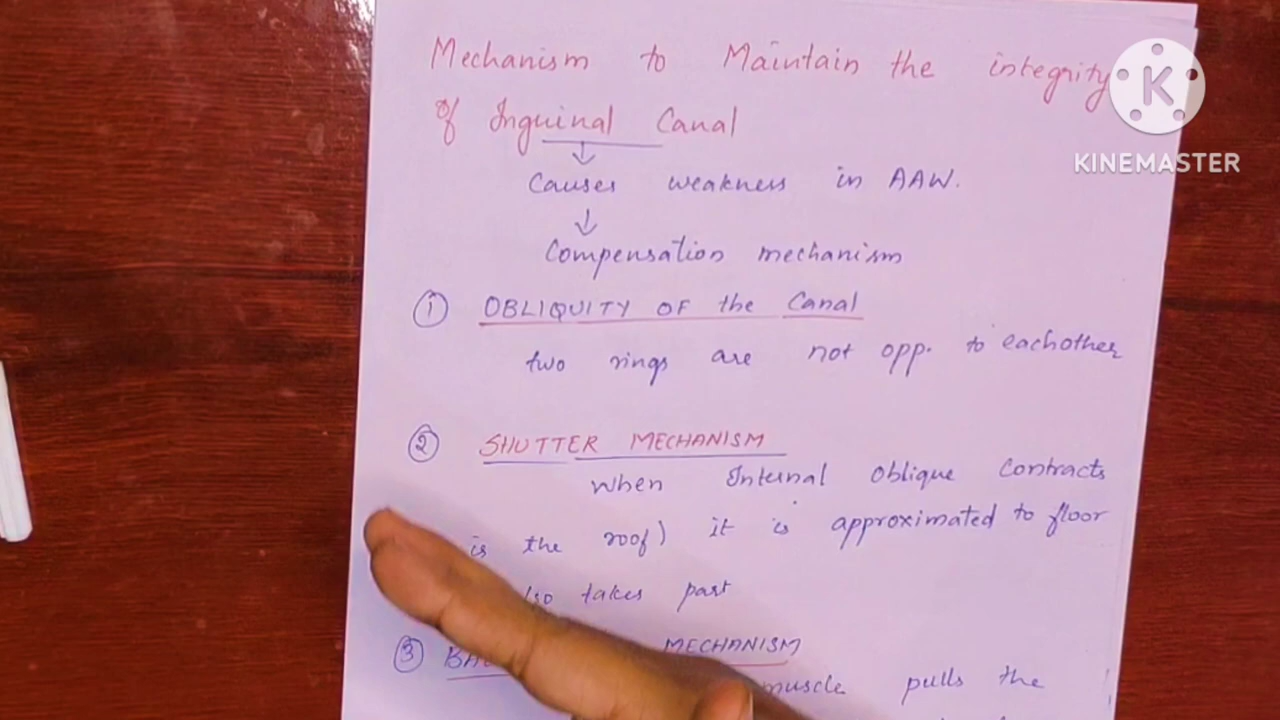 Mechanism to Maintain the integrity
of Inguinal Canal
Causes weakness in AAW.
Compensation mechanism
① OBLIQUITY OF the Canal
two rings are not opp. to eachother
② SHUTTER MECHANISM
When Internal oblique contracts
is the roof) it is approximated to floor
takes part
③ MECHANISM
muscle pulls the
K
KINEMASTER